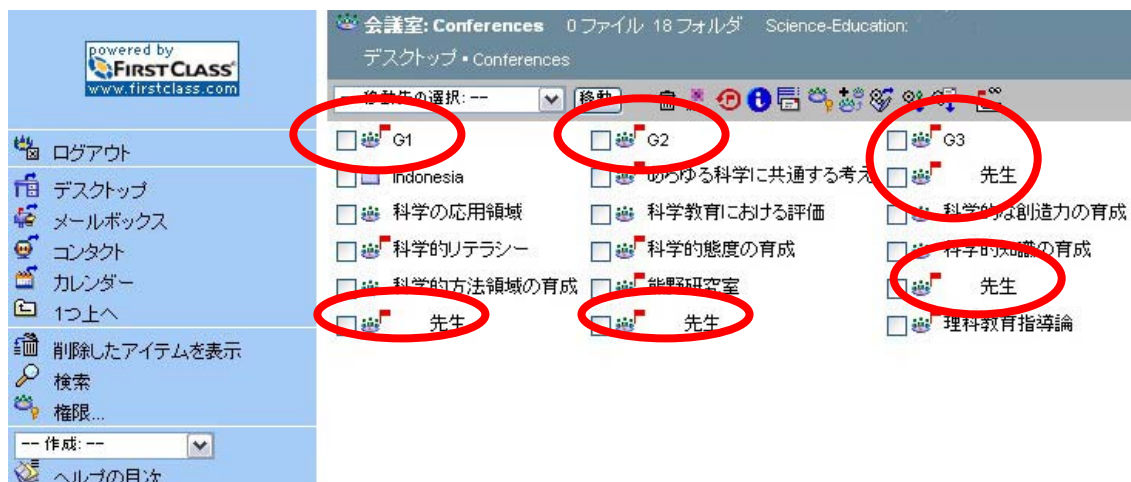 powered by
FIRSTCLASS
www.firstclass.com
ログアウト
デスクトップ
メールボックス
コンタクト
カレンダー
1つ上へ
削除したアイテムを表示
検索
権限...
-- 作成: --
ヘルプの目次
会議室: Conferences 0 ファイル 18 フォルダ Science-Education:
デスクトップ • Conferences
-- 移動先の選択: -- 移動
G1 G2 G3
Indonesia あらゆる科学に共通する考え 先生
科学の応用領域 科学教育における評価 科学的な創造力の育成
科学的リテラシー 科学的態度の育成 科学的知識の育成
科学的方法領域の育成 熊野研究室 先生
先生 先生 理科教育指導論